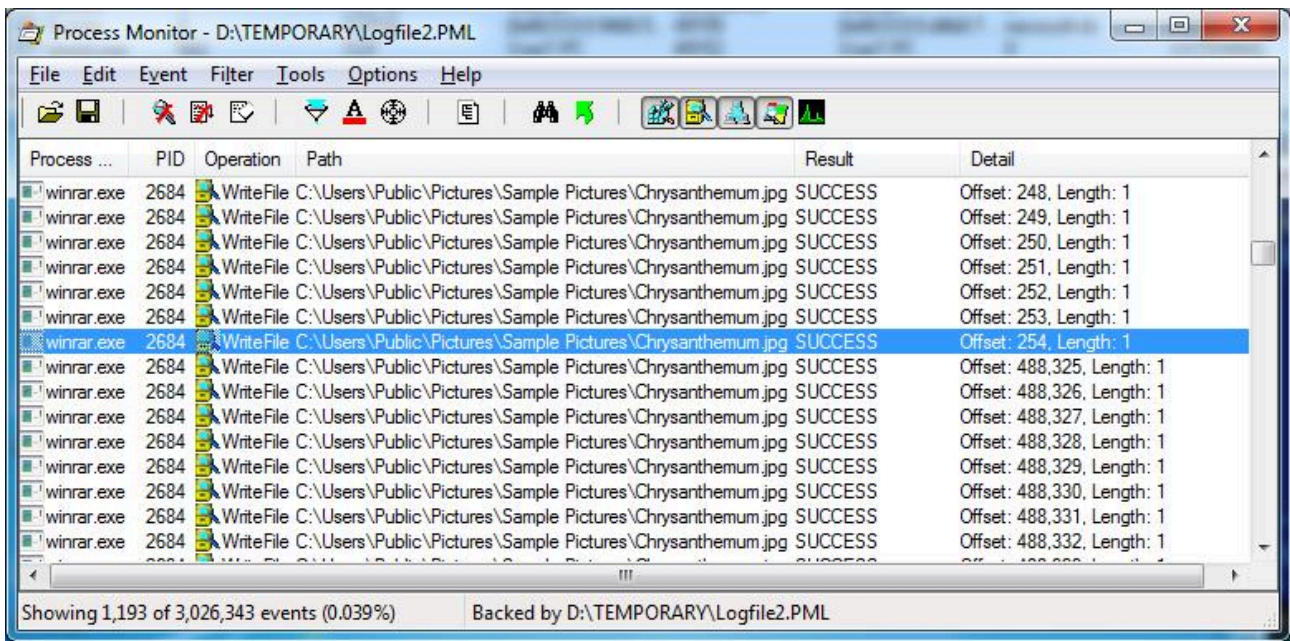 Process Monitor - D:\TEMPORARY\Logfile2.PML
File Edit Event Filter Tools Options Help
Process ... PID Operation Path Result Detail
winrar.exe 2684 WriteFile C:\Users\Public\Pictures\Sample Pictures\Chrysanthemum.jpg SUCCESS Offset: 248, Length: 1
winrar.exe 2684 WriteFile C:\Users\Public\Pictures\Sample Pictures\Chrysanthemum.jpg SUCCESS Offset: 249, Length: 1
winrar.exe 2684 WriteFile C:\Users\Public\Pictures\Sample Pictures\Chrysanthemum.jpg SUCCESS Offset: 250, Length: 1
winrar.exe 2684 WriteFile C:\Users\Public\Pictures\Sample Pictures\Chrysanthemum.jpg SUCCESS Offset: 251, Length: 1
winrar.exe 2684 WriteFile C:\Users\Public\Pictures\Sample Pictures\Chrysanthemum.jpg SUCCESS Offset: 252, Length: 1
winrar.exe 2684 WriteFile C:\Users\Public\Pictures\Sample Pictures\Chrysanthemum.jpg SUCCESS Offset: 253, Length: 1
winrar.exe 2684 WriteFile C:\Users\Public\Pictures\Sample Pictures\Chrysanthemum.jpg SUCCESS Offset: 254, Length: 1
winrar.exe 2684 WriteFile C:\Users\Public\Pictures\Sample Pictures\Chrysanthemum.jpg SUCCESS Offset: 488,325, Length: 1
winrar.exe 2684 WriteFile C:\Users\Public\Pictures\Sample Pictures\Chrysanthemum.jpg SUCCESS Offset: 488,326, Length: 1
winrar.exe 2684 WriteFile C:\Users\Public\Pictures\Sample Pictures\Chrysanthemum.jpg SUCCESS Offset: 488,327, Length: 1
winrar.exe 2684 WriteFile C:\Users\Public\Pictures\Sample Pictures\Chrysanthemum.jpg SUCCESS Offset: 488,328, Length: 1
winrar.exe 2684 WriteFile C:\Users\Public\Pictures\Sample Pictures\Chrysanthemum.jpg SUCCESS Offset: 488,329, Length: 1
winrar.exe 2684 WriteFile C:\Users\Public\Pictures\Sample Pictures\Chrysanthemum.jpg SUCCESS Offset: 488,330, Length: 1
winrar.exe 2684 WriteFile C:\Users\Public\Pictures\Sample Pictures\Chrysanthemum.jpg SUCCESS Offset: 488,331, Length: 1
winrar.exe 2684 WriteFile C:\Users\Public\Pictures\Sample Pictures\Chrysanthemum.jpg SUCCESS Offset: 488,332, Length: 1
Showing 1,193 of 3,026,343 events (0.039%) Backed by D:\TEMPORARY\Logfile2.PML